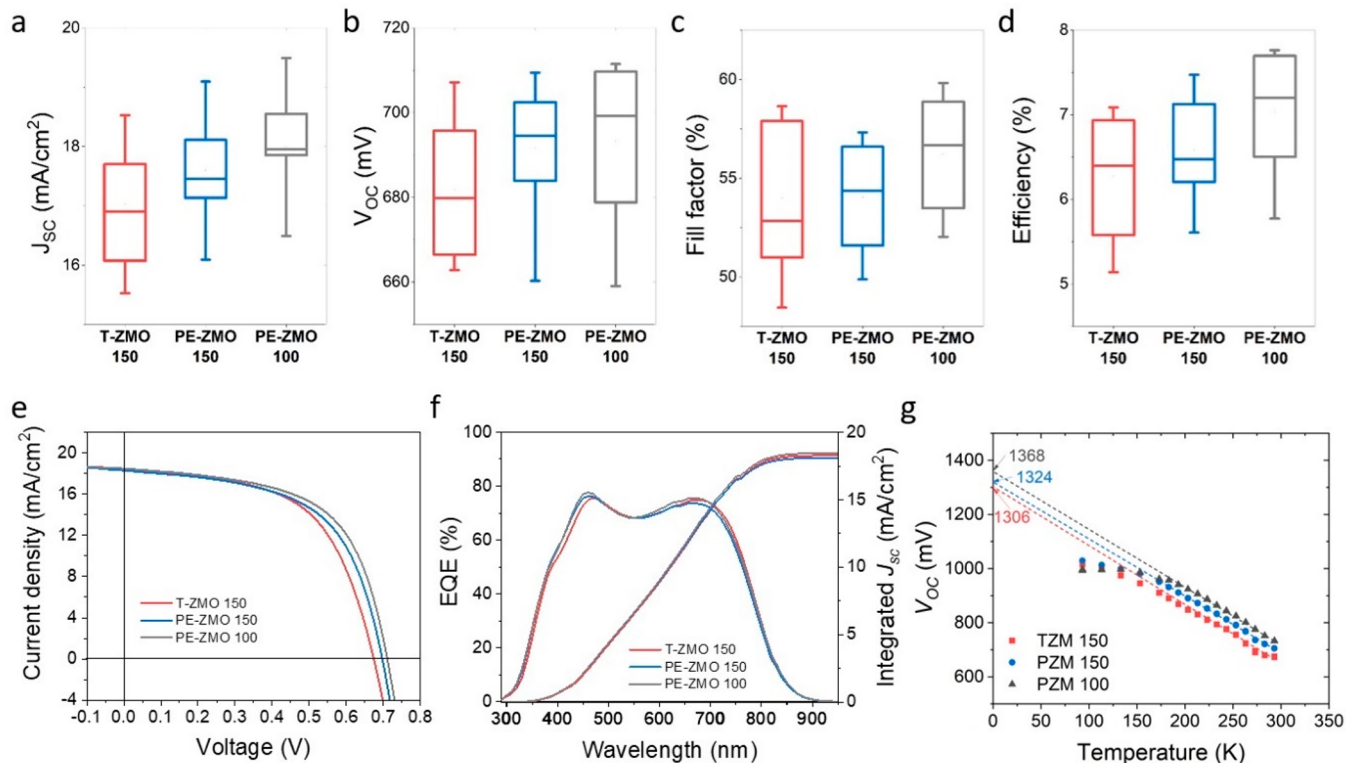 a
20
18
16
J_SC (mA/cm²)
T-ZMO 150
PE-ZMO 150
PE-ZMO 100
b
720
700
680
660
V_OC (mV)
T-ZMO 150
PE-ZMO 150
PE-ZMO 100
c
60
55
50
Fill factor (%)
T-ZMO 150
PE-ZMO 150
PE-ZMO 100
d
8
7
6
5
Efficiency (%)
T-ZMO 150
PE-ZMO 150
PE-ZMO 100
e
20
16
12
8
4
0
-4
Current density (mA/cm²)
T-ZMO 150
PE-ZMO 150
PE-ZMO 100
-0.1 0.0 0.1 0.2 0.3 0.4 0.5 0.6 0.7 0.8
Voltage (V)
f
100
80
60
40
20
0
EQE (%)
T-ZMO 150
PE-ZMO 150
PE-ZMO 100
20
15
10
5
0
Integrated J_sc (mA/cm²)
300 400 500 600 700 800 900
Wavelength (nm)
g
1400
1300
1200
1100
1000
900
800
700
600
500
V_OC (mV)
1368
1324
1306
TZM 150
PZM 150
PZM 100
0 50 100 150 200 250 300 350
Temperature (K)